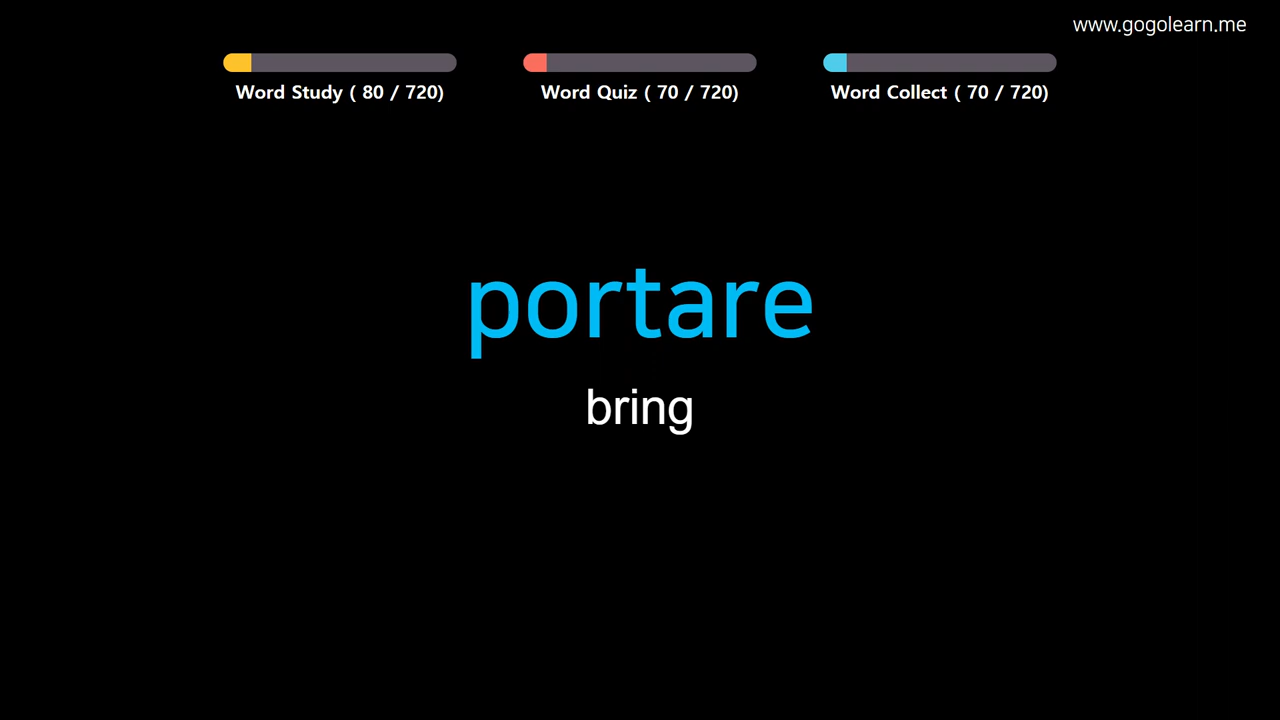 www.gogolearn.me
Word Study ( 80 / 720)
Word Quiz ( 70 / 720)
Word Collect ( 70 / 720)
portare
bring